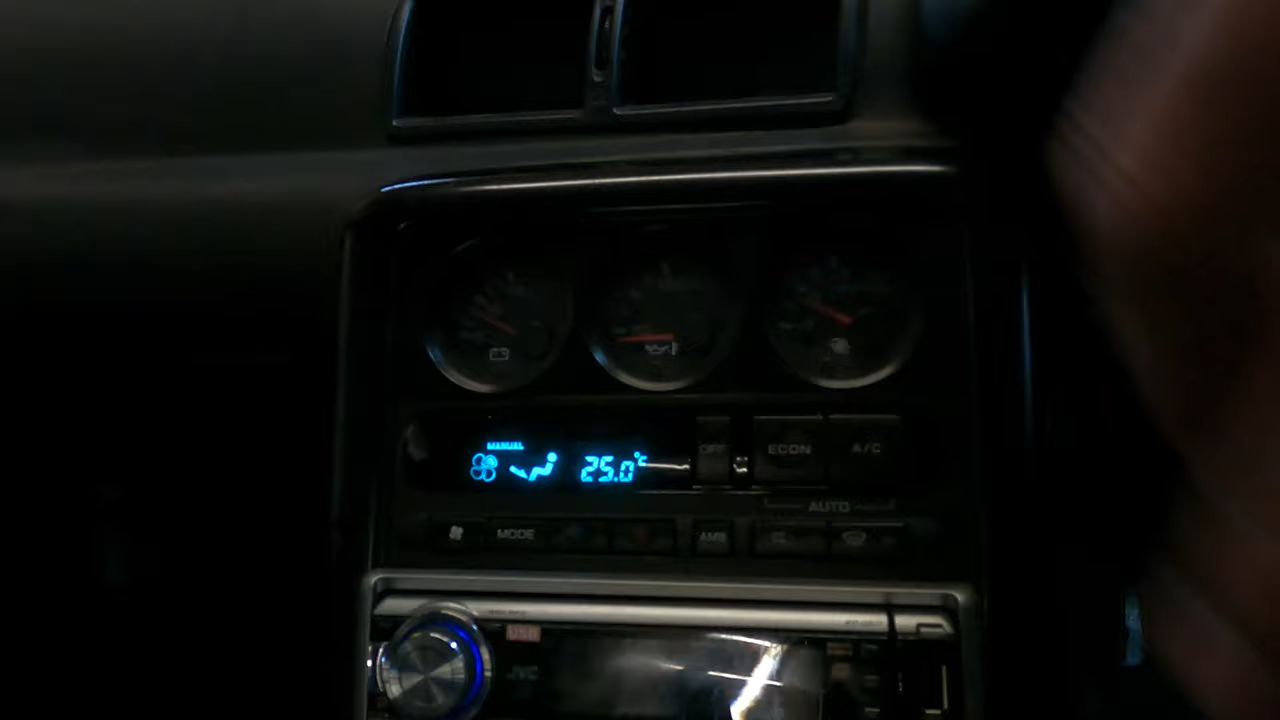 MANUAL
25.0°C
OFF
ECON
A/C
AUTO
MODE
AMB
USB
JVC